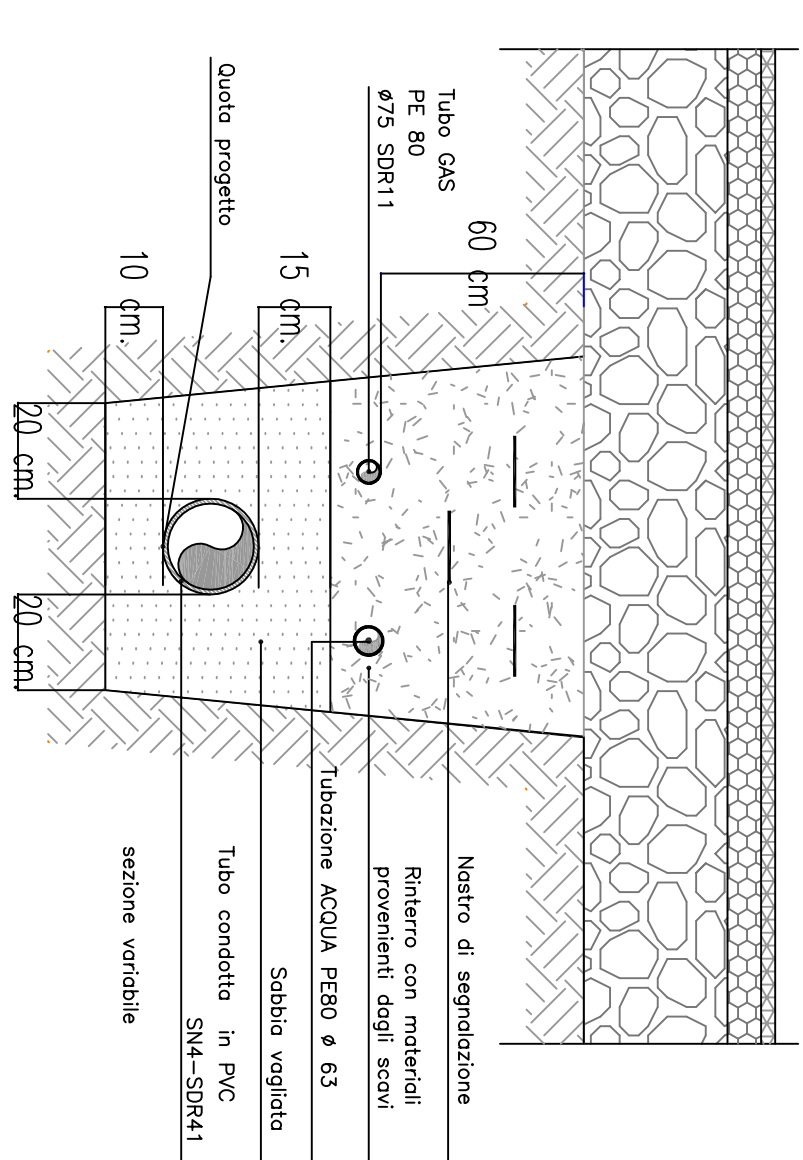 Tubo GAS
PE 80
ø75 SDR11
60 cm
Quota progetto
15 cm.
10 cm.
20 cm.
20 cm.
Nastro di segnalazione
Rinterro con materiali
provenienti dagli scavi
Tubazione ACQUA PE80 ø 63
Sabbia vagliata
Tubo condotta in PVC
SN4-SDR41
sezione variabile